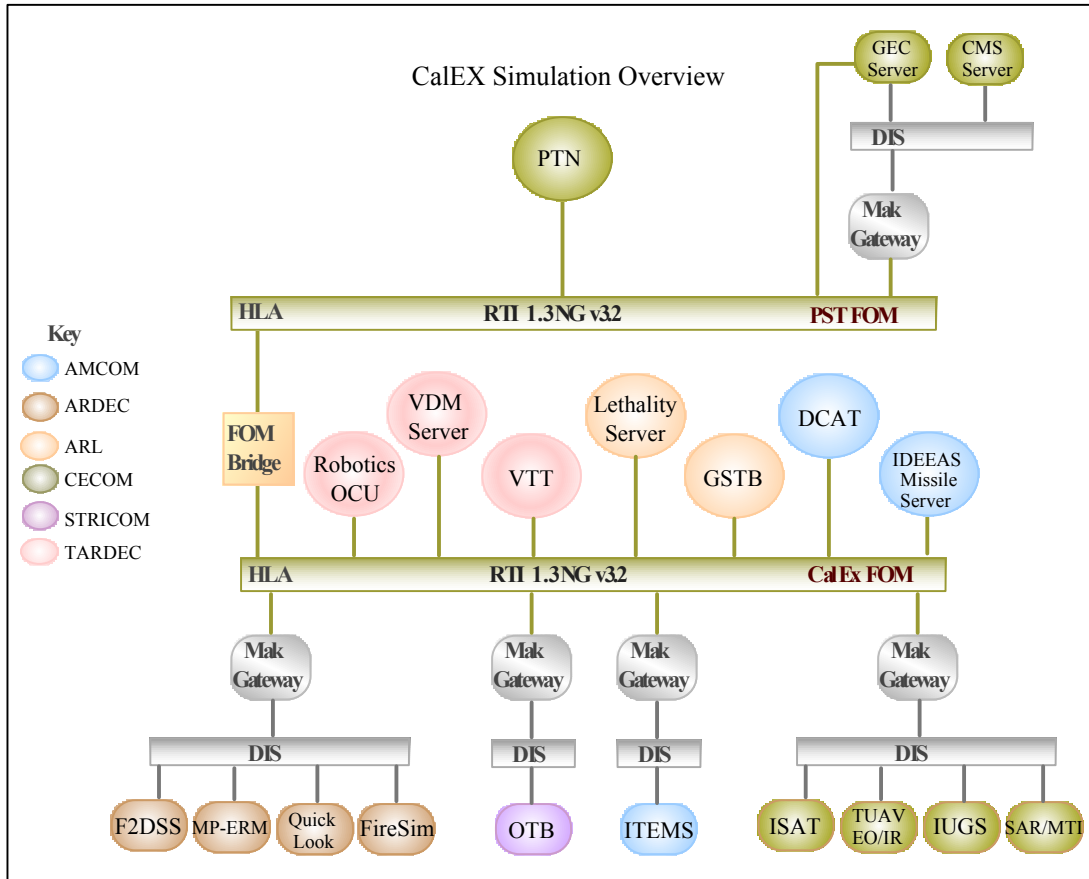 GEC
Server
CMS
Server
CalEX Simulation Overview
DIS
PTN
Mak
Gateway
HLA
RTI 1.3NG v3.2
PST FOM
Key
AMCOM
ARDEC
ARL
CECOM
STRICOM
TARDEC
FOM
Bridge
Robotics
OCU
VDM
Server
VTT
Lethality
Server
GSTB
DCAT
IDEEAS
Missile
Server
HLA
RTI 1.3NG v3.2
CalEx FOM
Mak
Gateway
Mak
Gateway
Mak
Gateway
Mak
Gateway
DIS
DIS
DIS
DIS
F2DSS
MP-ERM
Quick
Look
FireSim
OTB
ITEMS
ISAT
TUAV
EO/IR
IUGS
SAR/MTI